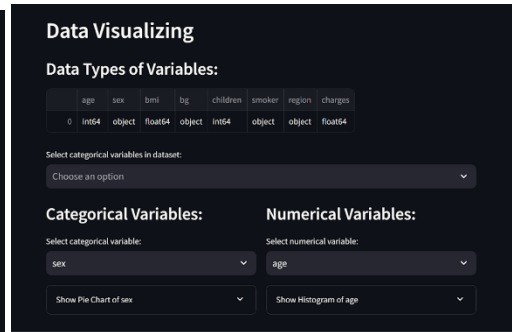 Data Visualizing
Data Types of Variables:
age sex bmi bg children smoker region charges
0 int64 object float64 object int64 object object float64
Select categorical variables in dataset:
Choose an option
Categorical Variables:
Numerical Variables:
Select categorical variable:
Select numerical variable:
sex
age
Show Pie Chart of sex
Show Histogram of age